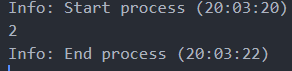 Info: Start process (20:03:20)
2
Info: End process (20:03:22)